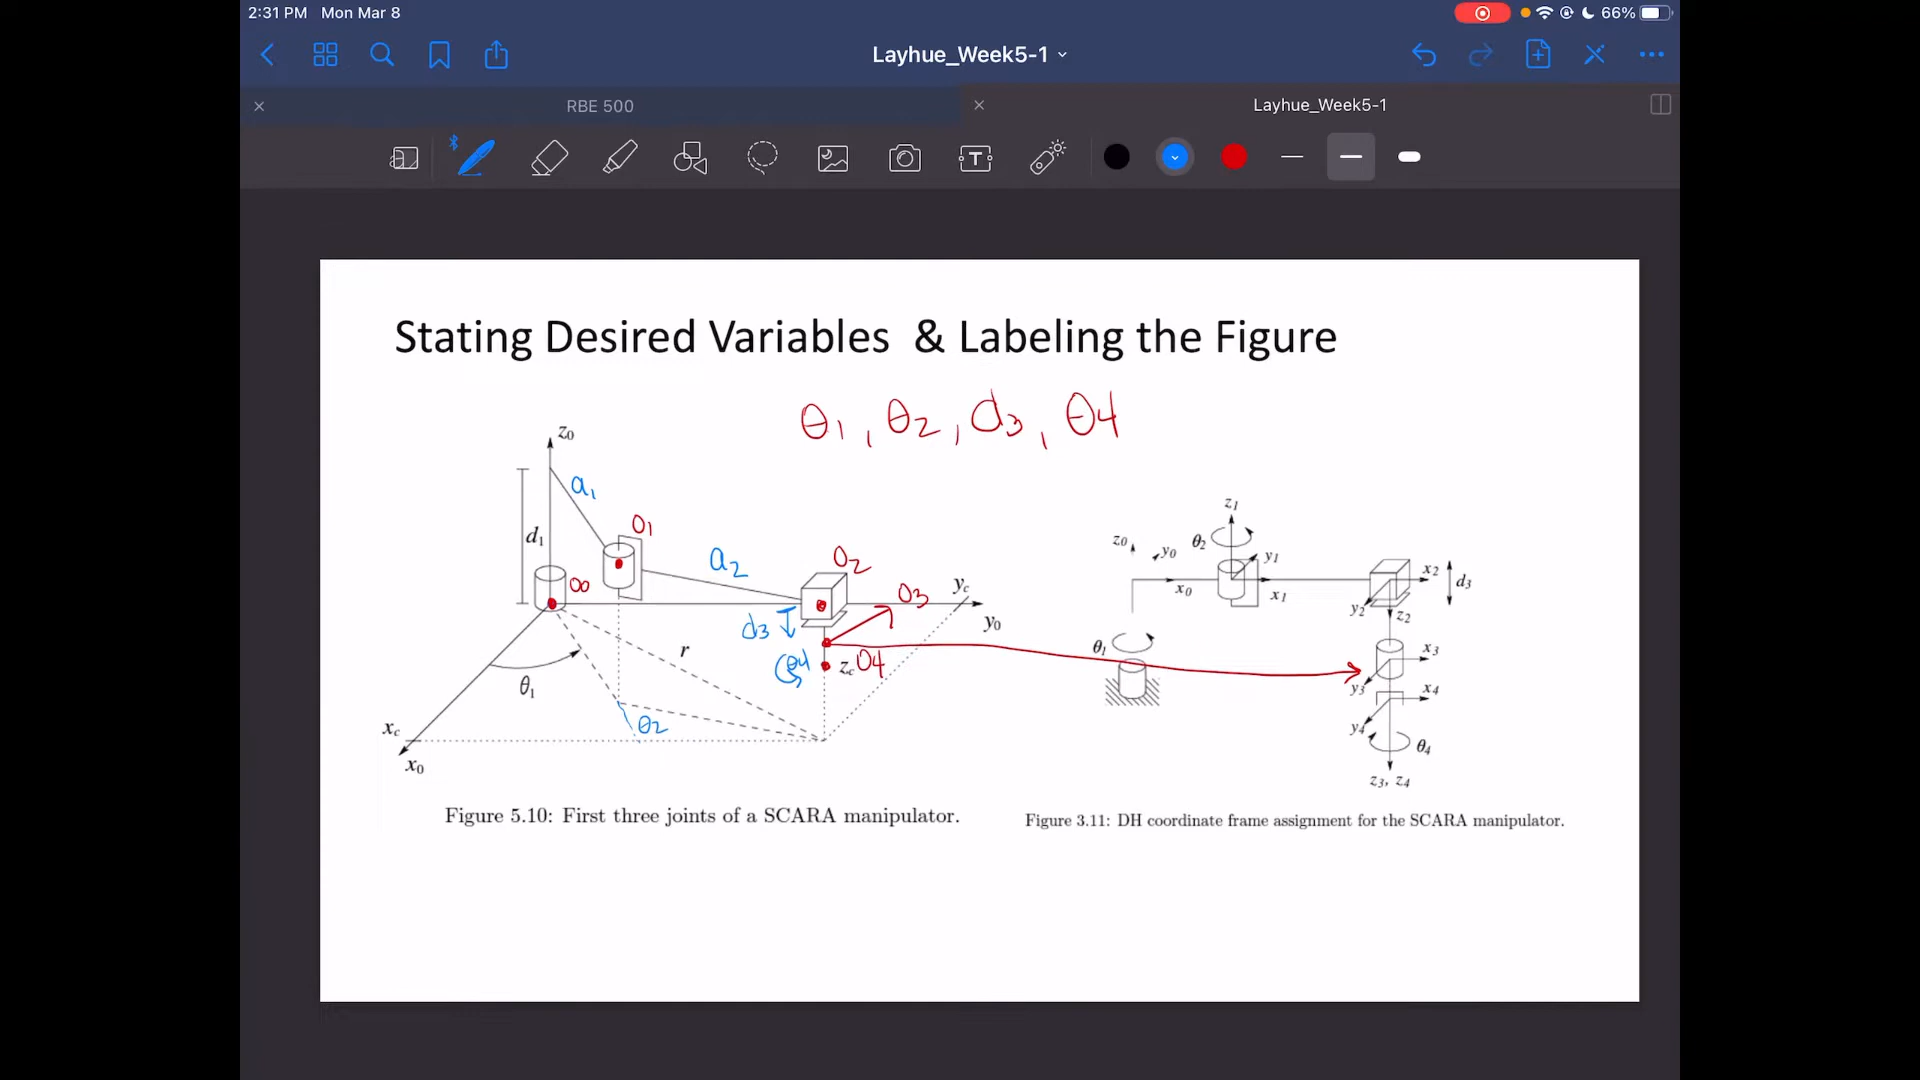 2:31 PM Mon Mar 8
66%
Layhue_Week5-1
RBE 500
Layhue_Week5-1
T
Stating Desired Variables & Labeling the Figure
θ1, θ2, d3, θ4
z0
a1
d1
O1
O0
a2
O2
O3
yc
y0
d3
r
θ4
zc
O4
θ1
θ2
xc
x0
Figure 5.10: First three joints of a SCARA manipulator.
z1
z0
y0
θ2
y1
x0
x1
x2
d3
y2
z2
θ1
x3
y3
x4
y4
θ4
z3, z4
Figure 3.11: DH coordinate frame assignment for the SCARA manipulator.